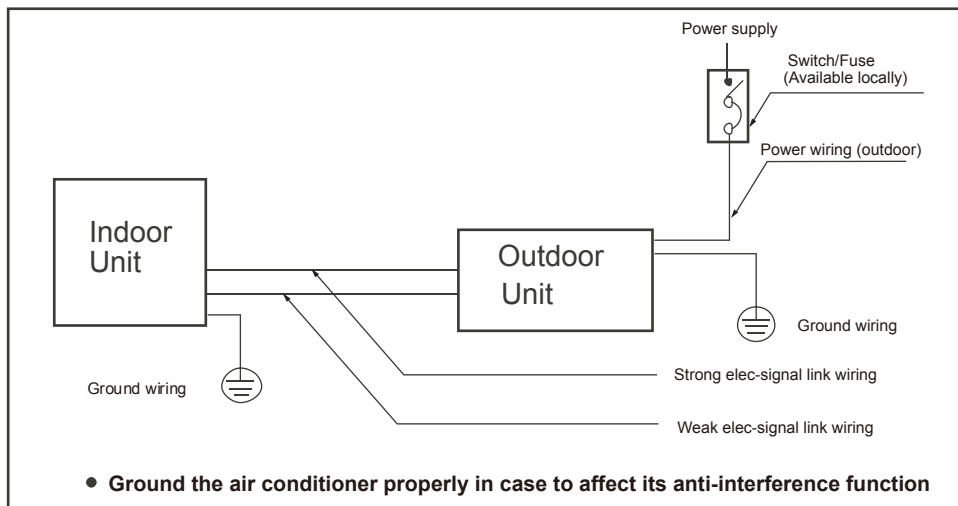 Power supply
Switch/Fuse
(Available locally)
Power wiring (outdoor)
Indoor
Unit
Outdoor
Unit
Ground wiring
Ground wiring
Strong elec-signal link wiring
Weak elec-signal link wiring
● Ground the air conditioner properly in case to affect its anti-interference function